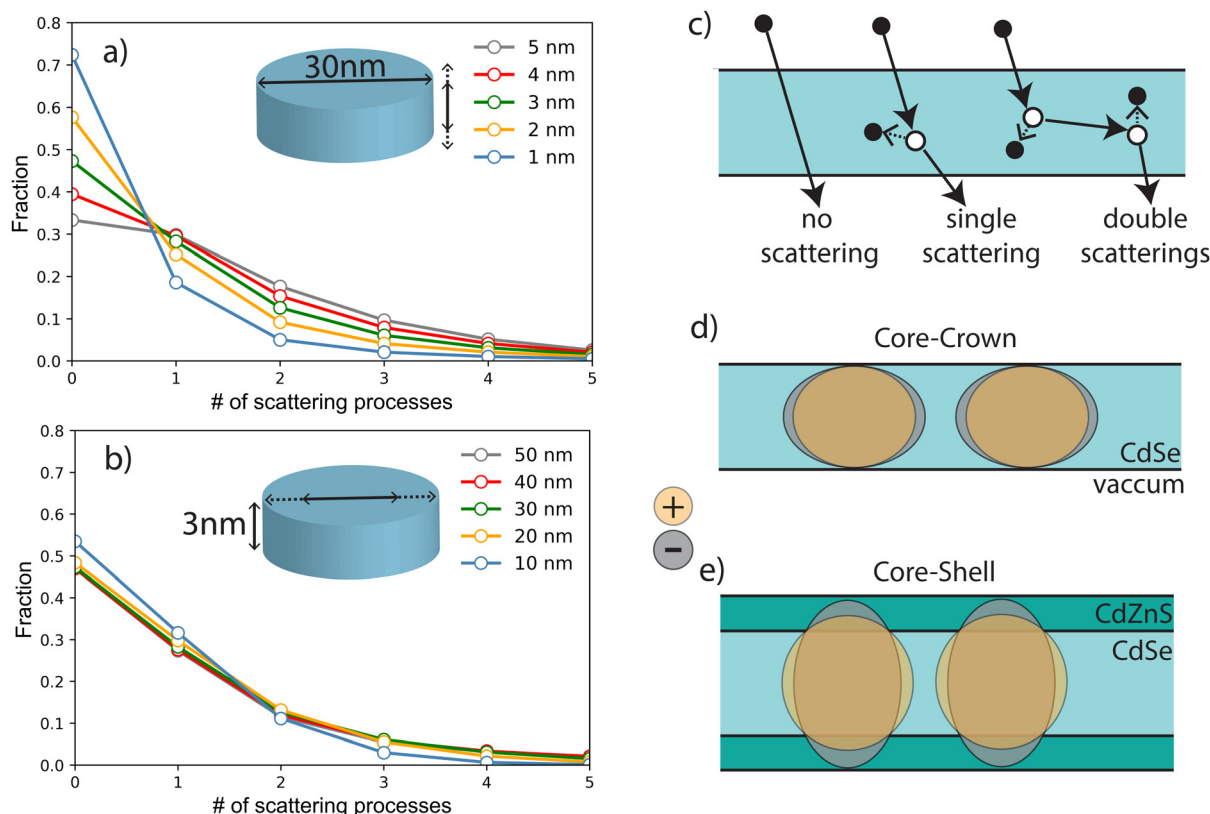 a)
0.8
0.7
0.6
0.5
0.4
0.3
0.2
0.1
0.0
Fraction
30nm
5 nm
4 nm
3 nm
2 nm
1 nm
0 1 2 3 4 5
# of scattering processes
b)
0.8
0.7
0.6
0.5
0.4
0.3
0.2
0.1
0.0
Fraction
3nm
50 nm
40 nm
30 nm
20 nm
10 nm
0 1 2 3 4 5
# of scattering processes
c)
no
scattering
single
scattering
double
scatterings
d)
Core-Crown
CdSe
vaccum
+
−
e)
Core-Shell
CdZnS
CdSe